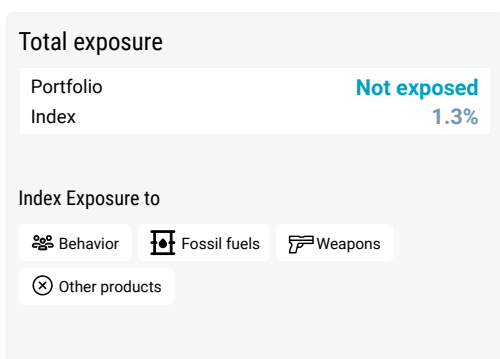 Total exposure
Portfolio Not exposed
Index 1.3%
Index Exposure to
Behavior Fossil fuels Weapons
Other products